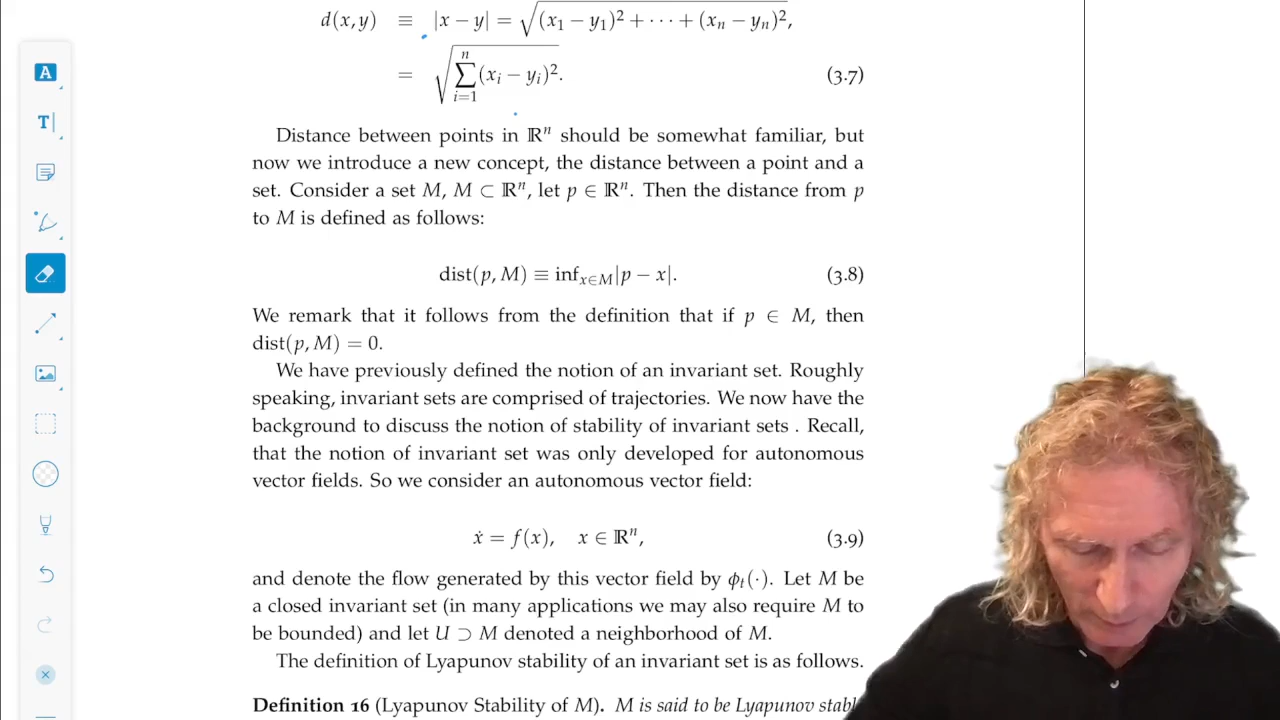 d(x, y) ≡ |x − y| = √((x₁ − y₁)² + ⋯ + (xₙ − yₙ)²),
= √(∑ᵢ₌₁ⁿ (xᵢ − yᵢ)²). (3.7)
Distance between points in ℝⁿ should be somewhat familiar, but
now we introduce a new concept, the distance between a point and a
set. Consider a set M, M ⊂ ℝⁿ, let p ∈ ℝⁿ. Then the distance from p
to M is defined as follows:
dist(p, M) ≡ infₓ∈M|p − x|. (3.8)
We remark that it follows from the definition that if p ∈ M, then
dist(p, M) = 0.
We have previously defined the notion of an invariant set. Roughly
speaking, invariant sets are comprised of trajectories. We now have the
background to discuss the notion of stability of invariant sets . Recall,
that the notion of invariant set was only developed for autonomous
vector fields. So we consider an autonomous vector field:
ẋ = f(x), x ∈ ℝⁿ, (3.9)
and denote the flow generated by this vector field by ϕₜ(·). Let M be
a closed invariant set (in many applications we may also require M to
be bounded) and let U ⊃ M denoted a neighborhood of M.
The definition of Lyapunov stability of an invariant set is as follows.
Definition 16 (Lyapunov Stability of M). M is said to be Lyapunov
A
T